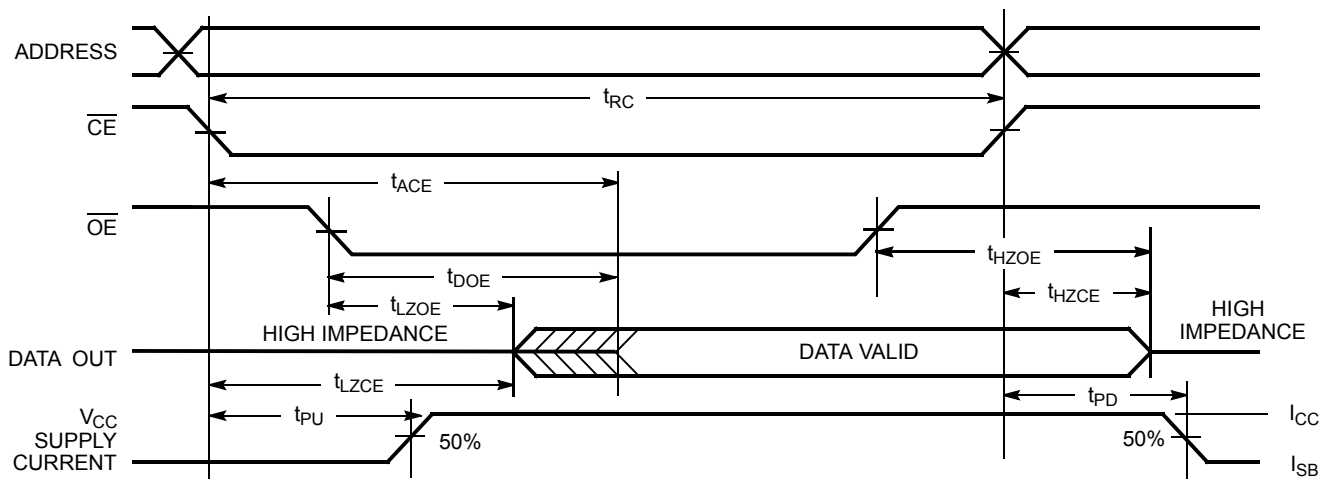 ADDRESS
tRC
CE
tACE
OE
tHZOE
tDOE
tLZOE
tHZCE
HIGH IMPEDANCE
HIGH
IMPEDANCE
DATA OUT
DATA VALID
tLZCE
tPD
VCC
SUPPLY
CURRENT
tPU
50%
50%
ICC
ISB